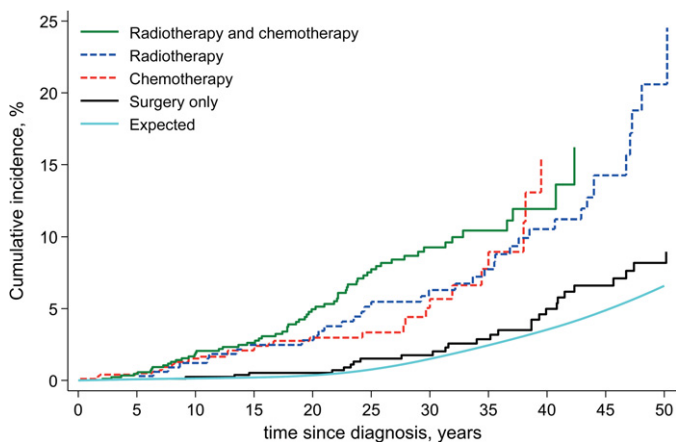 25
20
15
10
5
0
Cumulative incidence, %
Radiotherapy and chemotherapy
Radiotherapy
Chemotherapy
Surgery only
Expected
0 5 10 15 20 25 30 35 40 45 50
time since diagnosis, years